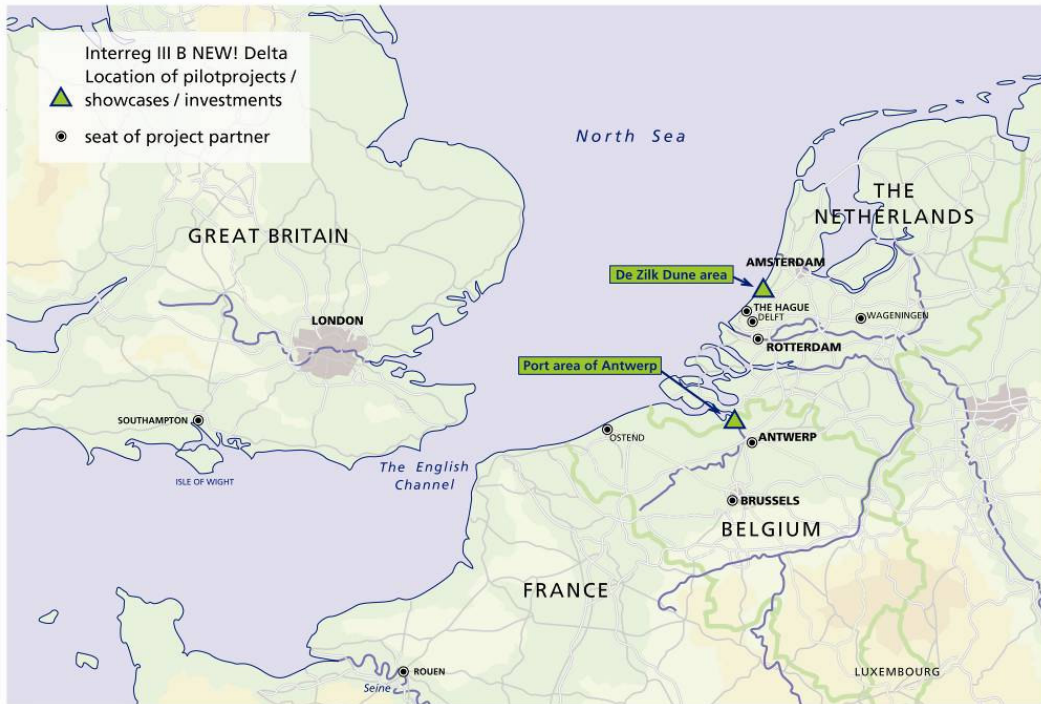 Interreg III B NEW! Delta
Location of pilotprojects /
showcases / investments
seat of project partner
North Sea
THE
NETHERLANDS
GREAT BRITAIN
AMSTERDAM
De Zilk Dune area
THE HAGUE
DELFT
WAGENINGEN
LONDON
ROTTERDAM
Port area of Antwerp
SOUTHAMPTON
OSTEND
ANTWERP
The English
Channel
ISLE OF WIGHT
BRUSSELS
BELGIUM
FRANCE
ROUEN
LUXEMBOURG
Seine